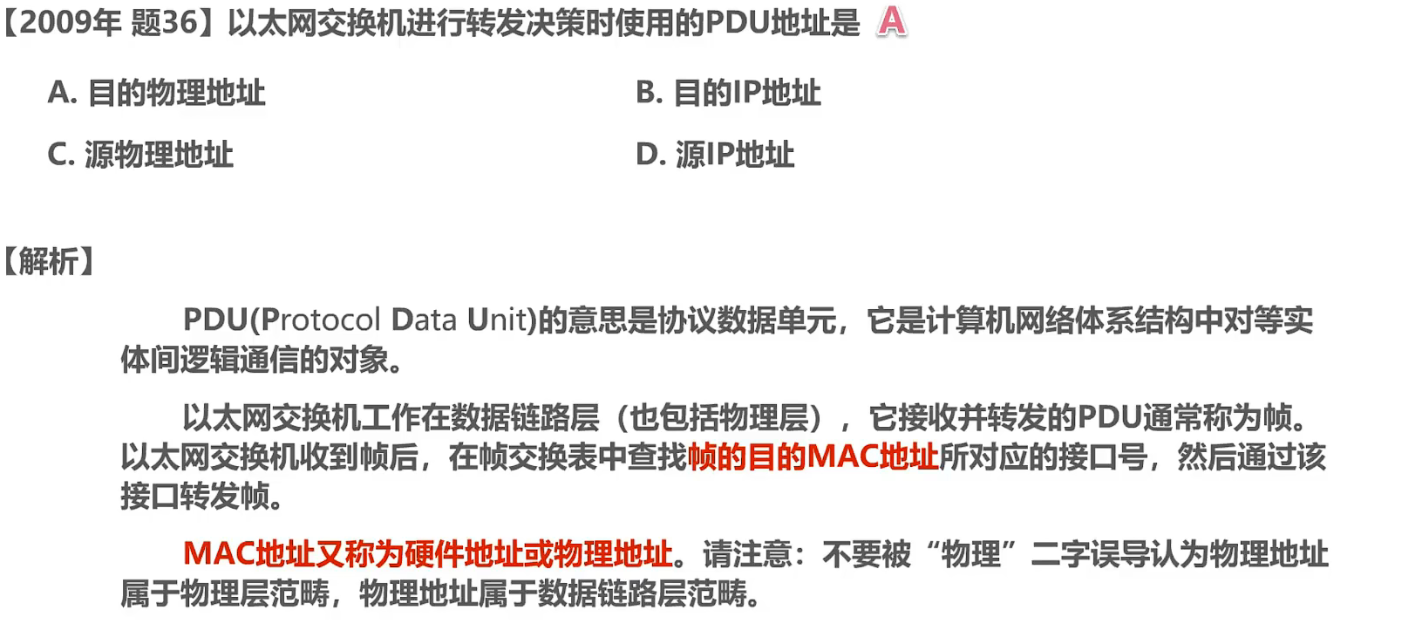 【2009年 题36】以太网交换机进行转发决策时使用的PDU地址是 A
A. 目的物理地址 B. 目的IP地址
C. 源物理地址 D. 源IP地址
【解析】
PDU(Protocol Data Unit)的意思是协议数据单元，它是计算机网络体系结构中对等实
体间逻辑通信的对象。
以太网交换机工作在数据链路层（也包括物理层），它接收并转发的PDU通常称为帧。
以太网交换机收到帧后，在帧交换表中查找帧的目的MAC地址所对应的接口号，然后通过该
接口转发帧。
MAC地址又称为硬件地址或物理地址。请注意：不要被“物理”二字误导认为物理地址
属于物理层范畴，物理地址属于数据链路层范畴。